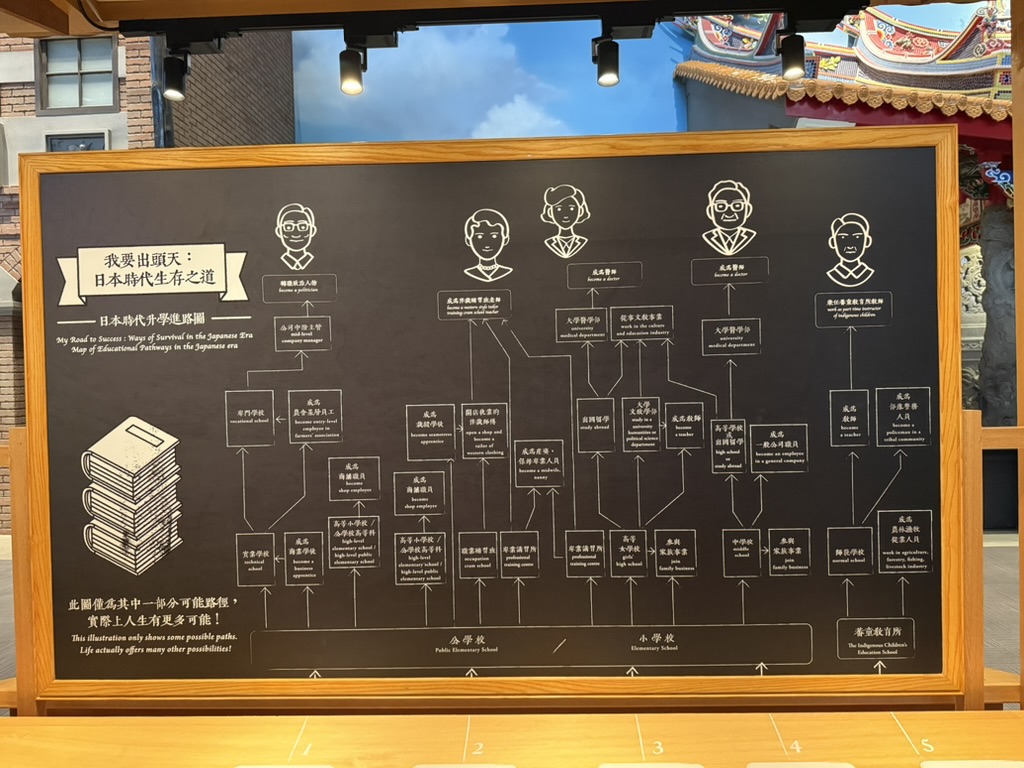 我要出頭天：
日本時代生存之道
日本時代升學進路圖
My Road to Success : Ways of Survival in the Japanese Era
Map of Educational Pathways in the Japanese era
此圖僅為其中一部分可能路徑，
實際上人生有更多可能！
This illustration only shows some possible paths.
Life actually offers many other possibilities!
轉職政治人物
become a politician
公司中階主管
mid-level
company manager
專門學校
vocational school
成為
農會基層員工
become entry-level
employee in
farmers' association
成為
商舖職員
become
shop employee
實業學校
technical
school
成為
商業學徒
become a
business
apprentice
高等小學校 /
公學校高等科
high-level
elementary school /
high-level public
elementary school
成為洋裁補習班老師
become a western style tailor
training cram school teacher
成為
裁縫學徒
become seamstress
apprentice
開店執業的
洋裁師傅
open a shop and
become a
tailor of
western clothing
成為產婆、
保姆專業人員
become a midwife,
nanny
成為
商舖職員
become
shop employee
高等小學校 /
公學校高等科
high-level
elementary school /
high-level public
elementary school
職業補習班
occupation
cram school
專業講習所
professional
training centre
成為醫師
become a doctor
大學醫學部
university
medical department
從事文教事業
work in the culture
and education industry
出國留學
study abroad
大學
文政學部
study in a
university
humanities or
political science
department
成為教師
become
a teacher
專業講習所
professional
training centre
高等
女學校
girls'
high school
參與
家族事業
join
family business
成為醫師
become a doctor
大學醫學部
university
medical department
高等學校
或
出國留學
high school
or
study abroad
成為
一般公司職員
become an employee
in a general company
中學校
middle
school
參與
家族事業
join
family business
兼任蕃童教育所教師
work as part time instructor
of indigenous children
成為
教師
become
a teacher
成為
部落警務
人員
become a
policeman in a
tribal community
師範學校
normal school
成為
農林漁牧
從業人員
work in agriculture,
forestry, fishing,
livestock industry
公學校
Public Elementary School
/
小學校
Elementary School
蕃童教育所
The Indigenous Children's
Education School
1
2
3
4
5